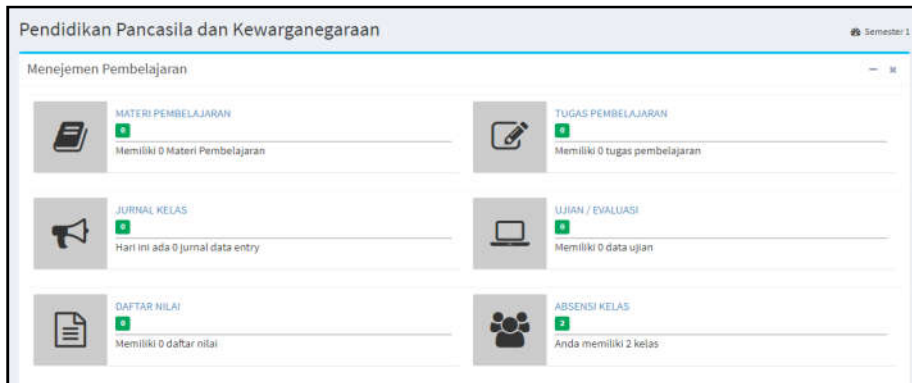 Pendidikan Pancasila dan Kewarganegaraan
Semester 1
Menejemen Pembelajaran
MATERI PEMBELAJARAN
0
Memiliki 0 Materi Pembelajaran
TUGAS PEMBELAJARAN
0
Memiliki 0 tugas pembelajaran
JURNAL KELAS
0
Hari ini ada 0 jurnal data entry
UJIAN / EVALUASI
0
Memiliki 0 data ujian
DAFTAR NILAI
0
Memiliki 0 daftar nilai
ABSENSI KELAS
2
Anda memiliki 2 kelas